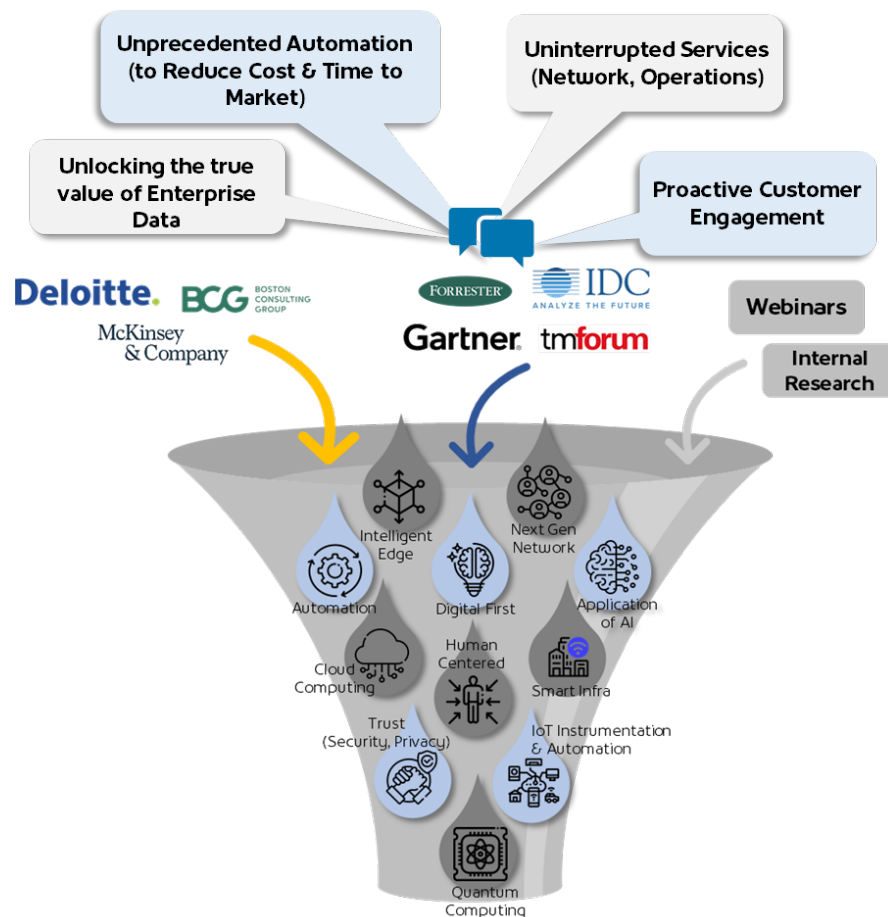 Unprecedented Automation
(to Reduce Cost & Time to
Market)
Uninterrupted Services
(Network, Operations)
Unlocking the true
value of Enterprise
Data
Proactive Customer
Engagement
Deloitte.
BCG
BOSTON
CONSULTING
GROUP
McKinsey
& Company
FORRESTER®
IDC
ANALYZE THE FUTURE
Gartner®
tmforum
Webinars
Internal
Research
Intelligent
Edge
Next Gen
Network
Automation
Digital First
Application
of AI
Cloud
Computing
Human
Centered
Smart Infra
Trust
(Security, Privacy)
IoT Instrumentation
& Automation
Quantum
Computing